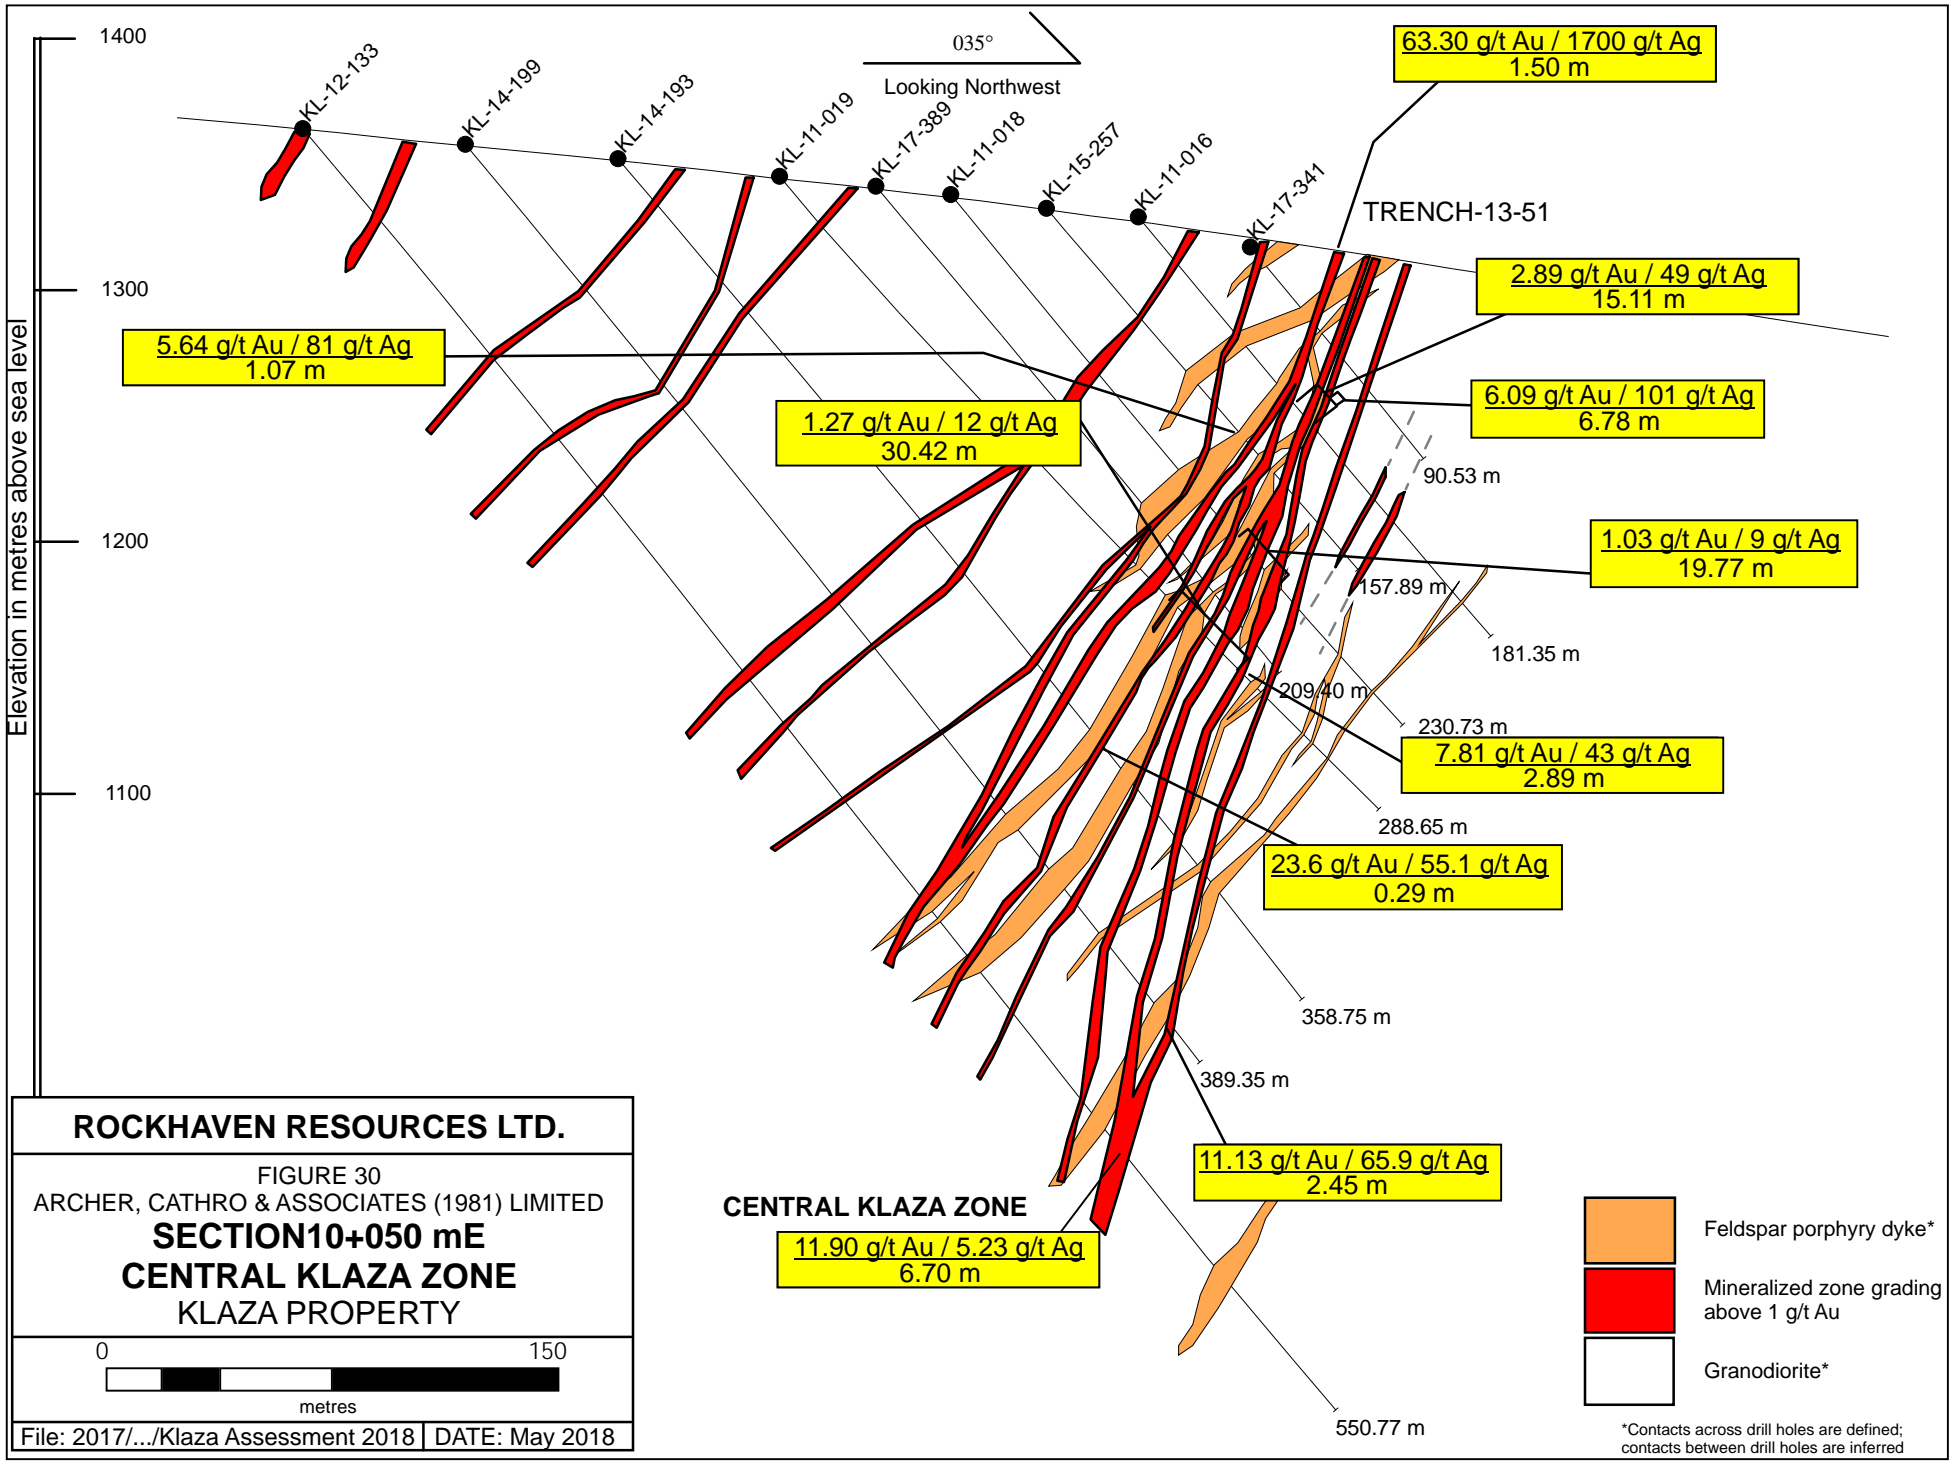 1400
035°
Looking Northwest
63.30 g/t Au / 1700 g/t Ag
1.50 m
KL-12-133
KL-14-199
KL-14-193
KL-11-019
KL-17-389
KL-11-018
KL-15-257
KL-11-016
KL-17-341
TRENCH-13-51
1300
2.89 g/t Au / 49 g/t Ag
15.11 m
5.64 g/t Au / 81 g/t Ag
1.07 m
6.09 g/t Au / 101 g/t Ag
6.78 m
1.27 g/t Au / 12 g/t Ag
30.42 m
90.53 m
1200
1.03 g/t Au / 9 g/t Ag
19.77 m
157.89 m
181.35 m
209.40 m
230.73 m
Elevation in metres above sea level
7.81 g/t Au / 43 g/t Ag
2.89 m
1100
288.65 m
23.6 g/t Au / 55.1 g/t Ag
0.29 m
358.75 m
389.35 m
11.13 g/t Au / 65.9 g/t Ag
2.45 m
CENTRAL KLAZA ZONE
11.90 g/t Au / 5.23 g/t Ag
6.70 m
550.77 m
ROCKHAVEN RESOURCES LTD.
FIGURE 30
ARCHER, CATHRO & ASSOCIATES (1981) LIMITED
SECTION10+050 mE
CENTRAL KLAZA ZONE
KLAZA PROPERTY
0 150
metres
File: 2017/.../Klaza Assessment 2018 DATE: May 2018
Feldspar porphyry dyke*
Mineralized zone grading
above 1 g/t Au
Granodiorite*
*Contacts across drill holes are defined;
contacts between drill holes are inferred